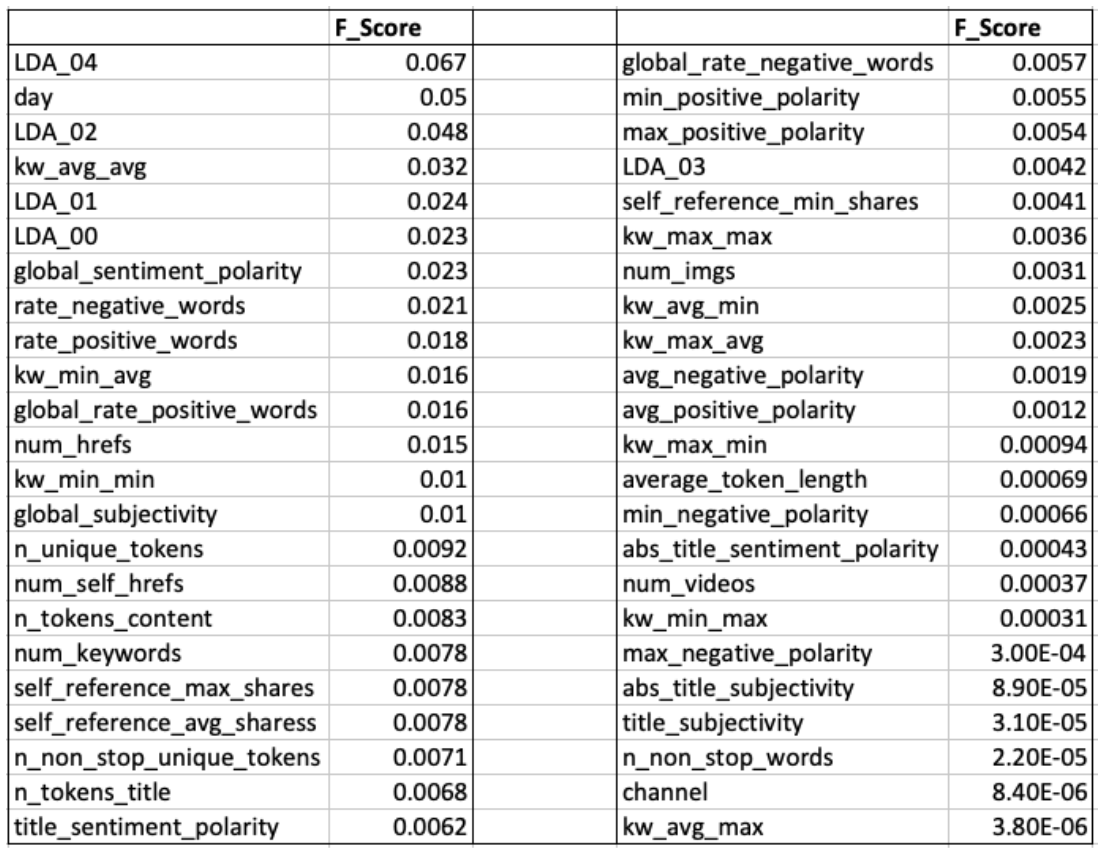 F_Score F_Score
LDA_04 0.067 global_rate_negative_words 0.0057
day 0.05 min_positive_polarity 0.0055
LDA_02 0.048 max_positive_polarity 0.0054
kw_avg_avg 0.032 LDA_03 0.0042
LDA_01 0.024 self_reference_min_shares 0.0041
LDA_00 0.023 kw_max_max 0.0036
global_sentiment_polarity 0.023 num_imgs 0.0031
rate_negative_words 0.021 kw_avg_min 0.0025
rate_positive_words 0.018 kw_max_avg 0.0023
kw_min_avg 0.016 avg_negative_polarity 0.0019
global_rate_positive_words 0.016 avg_positive_polarity 0.0012
num_hrefs 0.015 kw_max_min 0.00094
kw_min_min 0.01 average_token_length 0.00069
global_subjectivity 0.01 min_negative_polarity 0.00066
n_unique_tokens 0.0092 abs_title_sentiment_polarity 0.00043
num_self_hrefs 0.0088 num_videos 0.00037
n_tokens_content 0.0083 kw_min_max 0.00031
num_keywords 0.0078 max_negative_polarity 3.00E-04
self_reference_max_shares 0.0078 abs_title_subjectivity 8.90E-05
self_reference_avg_sharess 0.0078 title_subjectivity 3.10E-05
n_non_stop_unique_tokens 0.0071 n_non_stop_words 2.20E-05
n_tokens_title 0.0068 channel 8.40E-06
title_sentiment_polarity 0.0062 kw_avg_max 3.80E-06